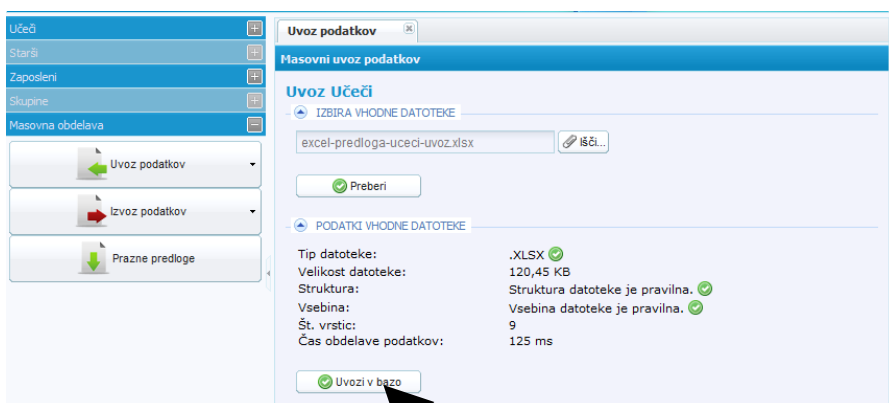 Učeči
Starši
Zaposleni
Skupine
Masovna obdelava
Uvoz podatkov
Izvoz podatkov
Prazne predloge
Uvoz podatkov
Masovni uvoz podatkov
Uvoz Učeči
IZBIRA VHODNE DATOTEKE
excel-predloga-uceci-uvoz.xlsx Išči...
Preberi
PODATKI VHODNE DATOTEKE
Tip datoteke: .XLSX
Velikost datoteke: 120,45 KB
Struktura: Struktura datoteke je pravilna.
Vsebina: Vsebina datoteke je pravilna.
Št. vrstic: 9
Čas obdelave podatkov: 125 ms
Uvozi v bazo